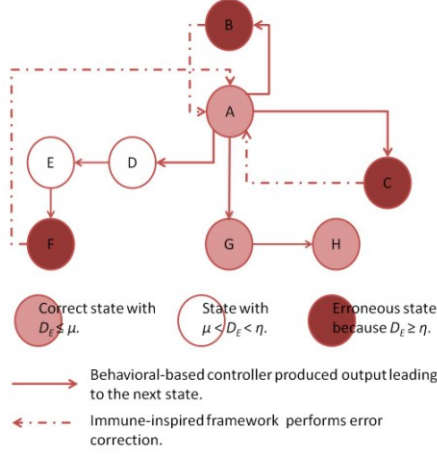 B
A
E
D
C
F
G
H
Correct state with
D_E ≤ μ.
State with
μ < D_E < η.
Erroneous state
because D_E ≥ η.
Behavioral-based controller produced output leading
to the next state.
Immune-inspired framework performs error
correction.